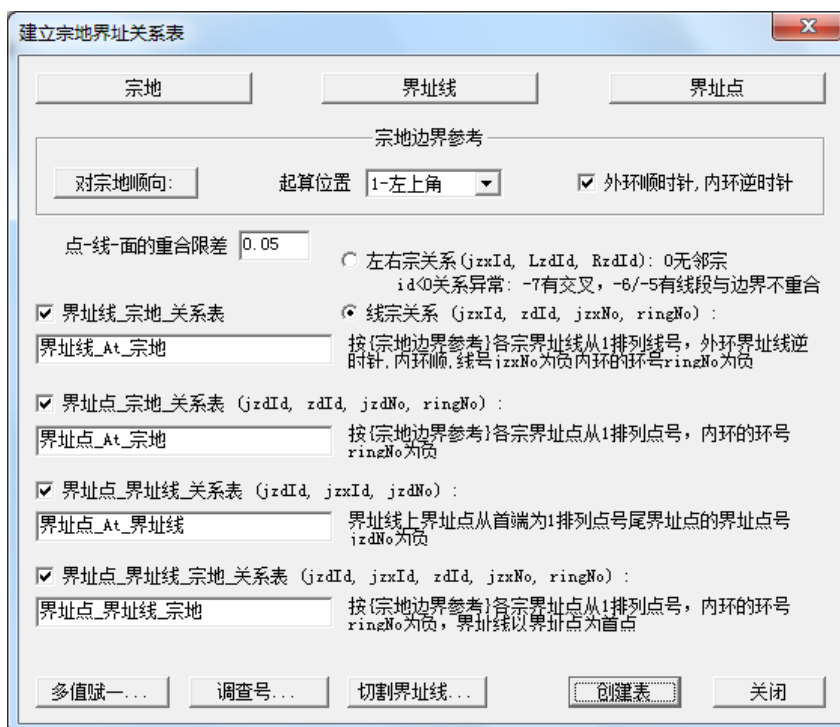 建立宗地界址关系表
宗地 界址线 界址点
宗地边界参考
对宗地顺向: 起算位置 1-左上角 外环顺时针,内环逆时针
点-线-面的重合限差 0.05
左右宗关系(jzxId, LzdId, RzdId): 0无邻宗
id<0关系异常: -7有交叉, -6/-5有线段与边界不重合
界址线_宗地_关系表 线宗关系 (jzxId, zdId, jzxNo, ringNo) :
界址线_At_宗地
按{宗地边界参考}各宗界址线从1排列线号, 外环界址线逆
时针,内环顺,线号jzxNo为负内环的环号ringNo为负
界址点_宗地_关系表 (jzdId, zdId, jzdNo, ringNo) :
界址点_At_宗地
按{宗地边界参考}各宗界址点从1排列点号, 内环的环号
ringNo为负
界址点_界址线_关系表 (jzdId, jzxId, jzdNo) :
界址点_At_界址线
界址线上界址点从首端为1排列点号尾界址点的界址点号
jzdNo为负
界址点_界址线_宗地_关系表 (jzdId, jzxId, zdId, jzxNo, ringNo) :
界址点_界址线_宗地
按{宗地边界参考}各宗界址点从1排列点号, 内环的环号
ringNo为负, 界址线以界址点为首点
多值赋一... 调查号... 切割界址线... 创建表 关闭